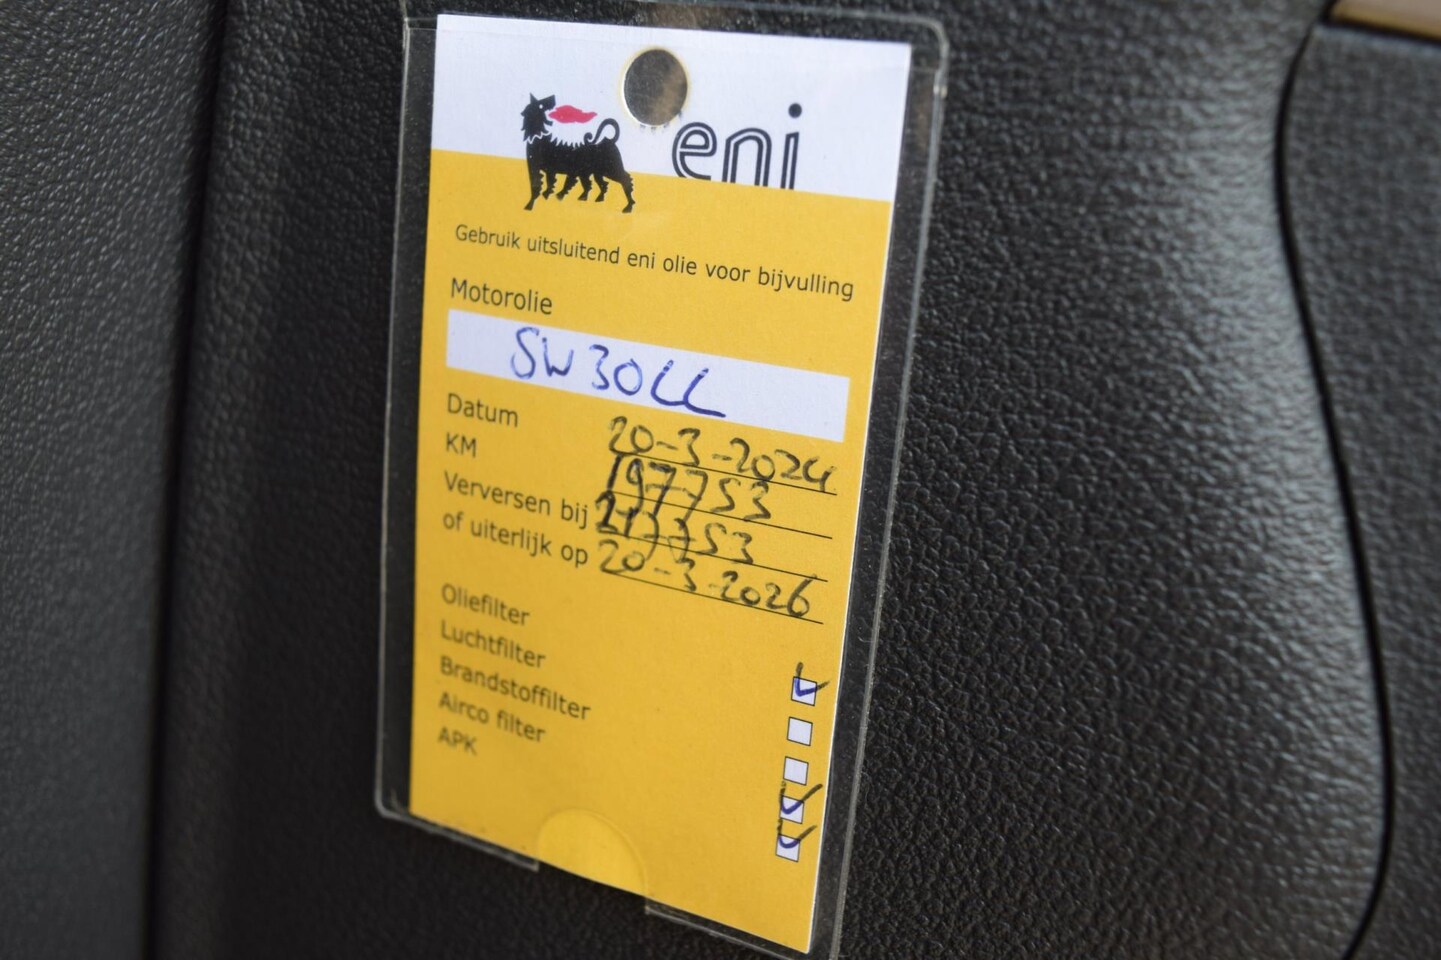 eni
Gebruik uitsluitend eni olie voor bijvulling
Motorolie
5W30LL
Datum 20-3-2024
KM 197753
Verversen bij 217753
of uiterlijk op 20-3-2026
Oliefilter
Luchtfilter
Brandstoffilter
Airco filter
APK